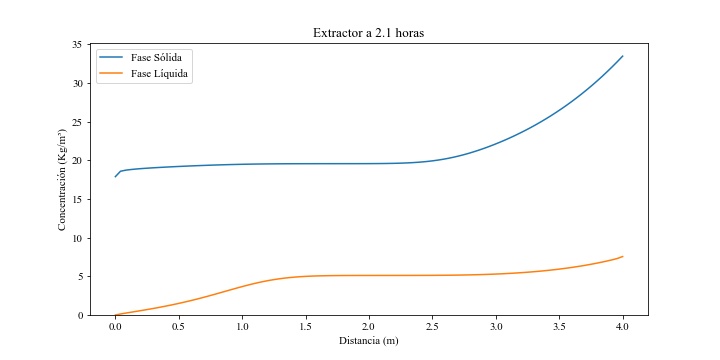 Extractor a 2.1 horas
Fase Sólida
Fase Líquida
Concentración (Kg/m³)
35
30
25
20
15
10
5
0
0.0 0.5 1.0 1.5 2.0 2.5 3.0 3.5 4.0
Distancia (m)